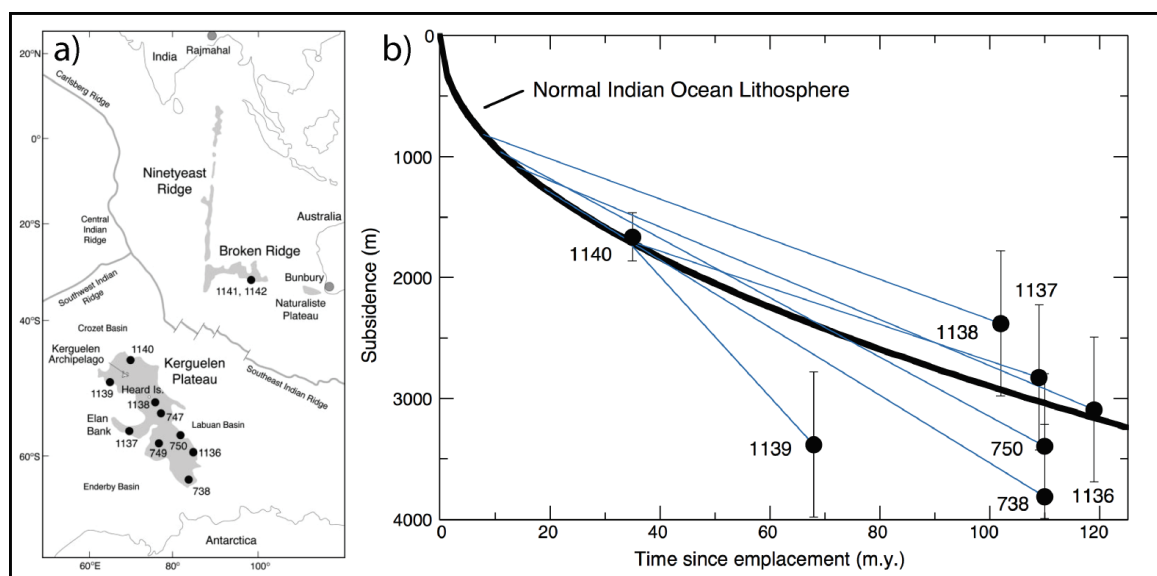 a)
20°N
India
Rajmahal
Carlsberg Ridge
0°
Ninetyeast
Ridge
20°S
Central
Indian
Ridge
Australia
Broken Ridge
Bunbury
1141, 1142
Naturaliste
Plateau
Southwest Indian
Ridge
40°S
Crozet Basin
1140
Kerguelen
Archipelago
Kerguelen
Plateau
Southeast Indian Ridge
1139
Heard Is.
1138
747
Elan
Bank
Labuan Basin
1137
750
749
1136
60°S
738
Enderby Basin
Antarctica
60°E
80°
100°
b)
0
Normal Indian Ocean Lithosphere
1000
1140
2000
1137
1138
3000
1139
750
738
1136
4000
Subsidence (m)
0
20
40
60
80
100
120
Time since emplacement (m.y.)